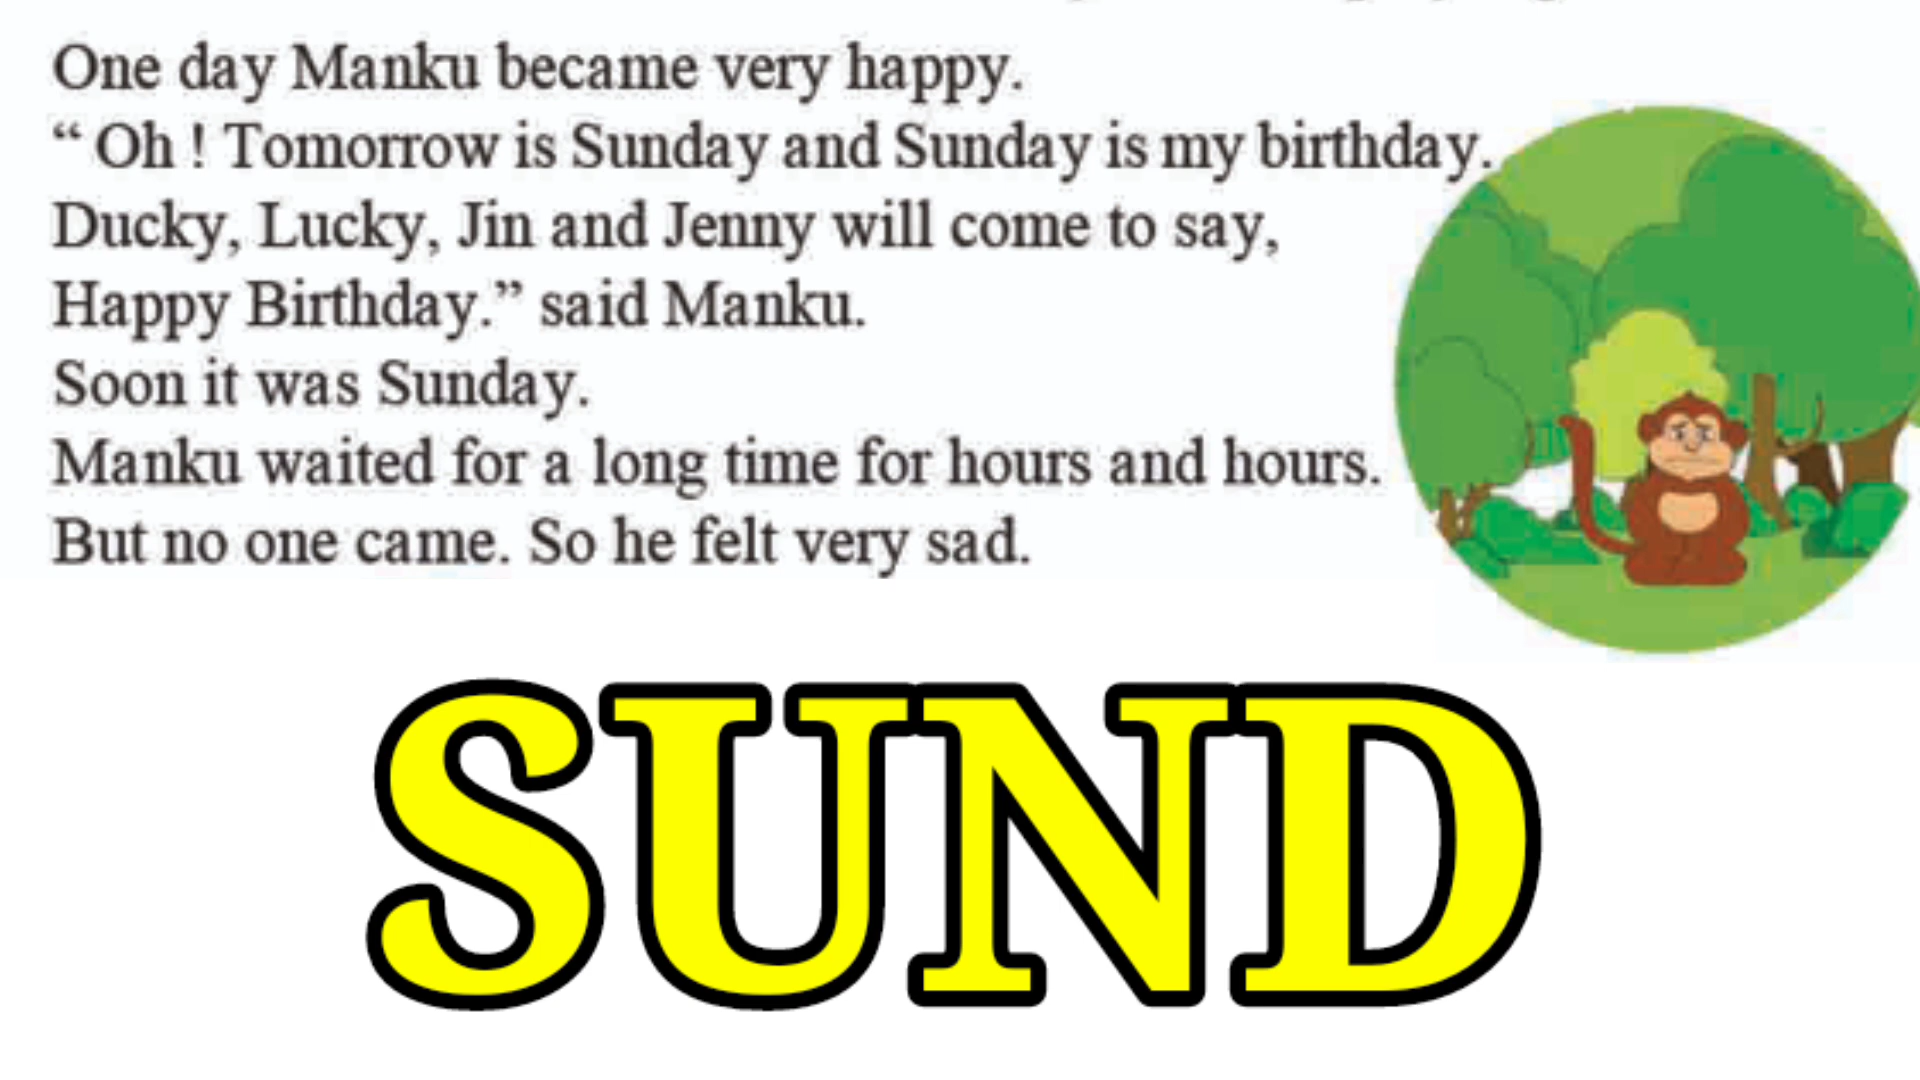 One day Manku became very happy.
“ Oh ! Tomorrow is Sunday and Sunday is my birthday.
Ducky, Lucky, Jin and Jenny will come to say,
Happy Birthday.” said Manku.
Soon it was Sunday.
Manku waited for a long time for hours and hours.
But no one came. So he felt very sad.
SUND